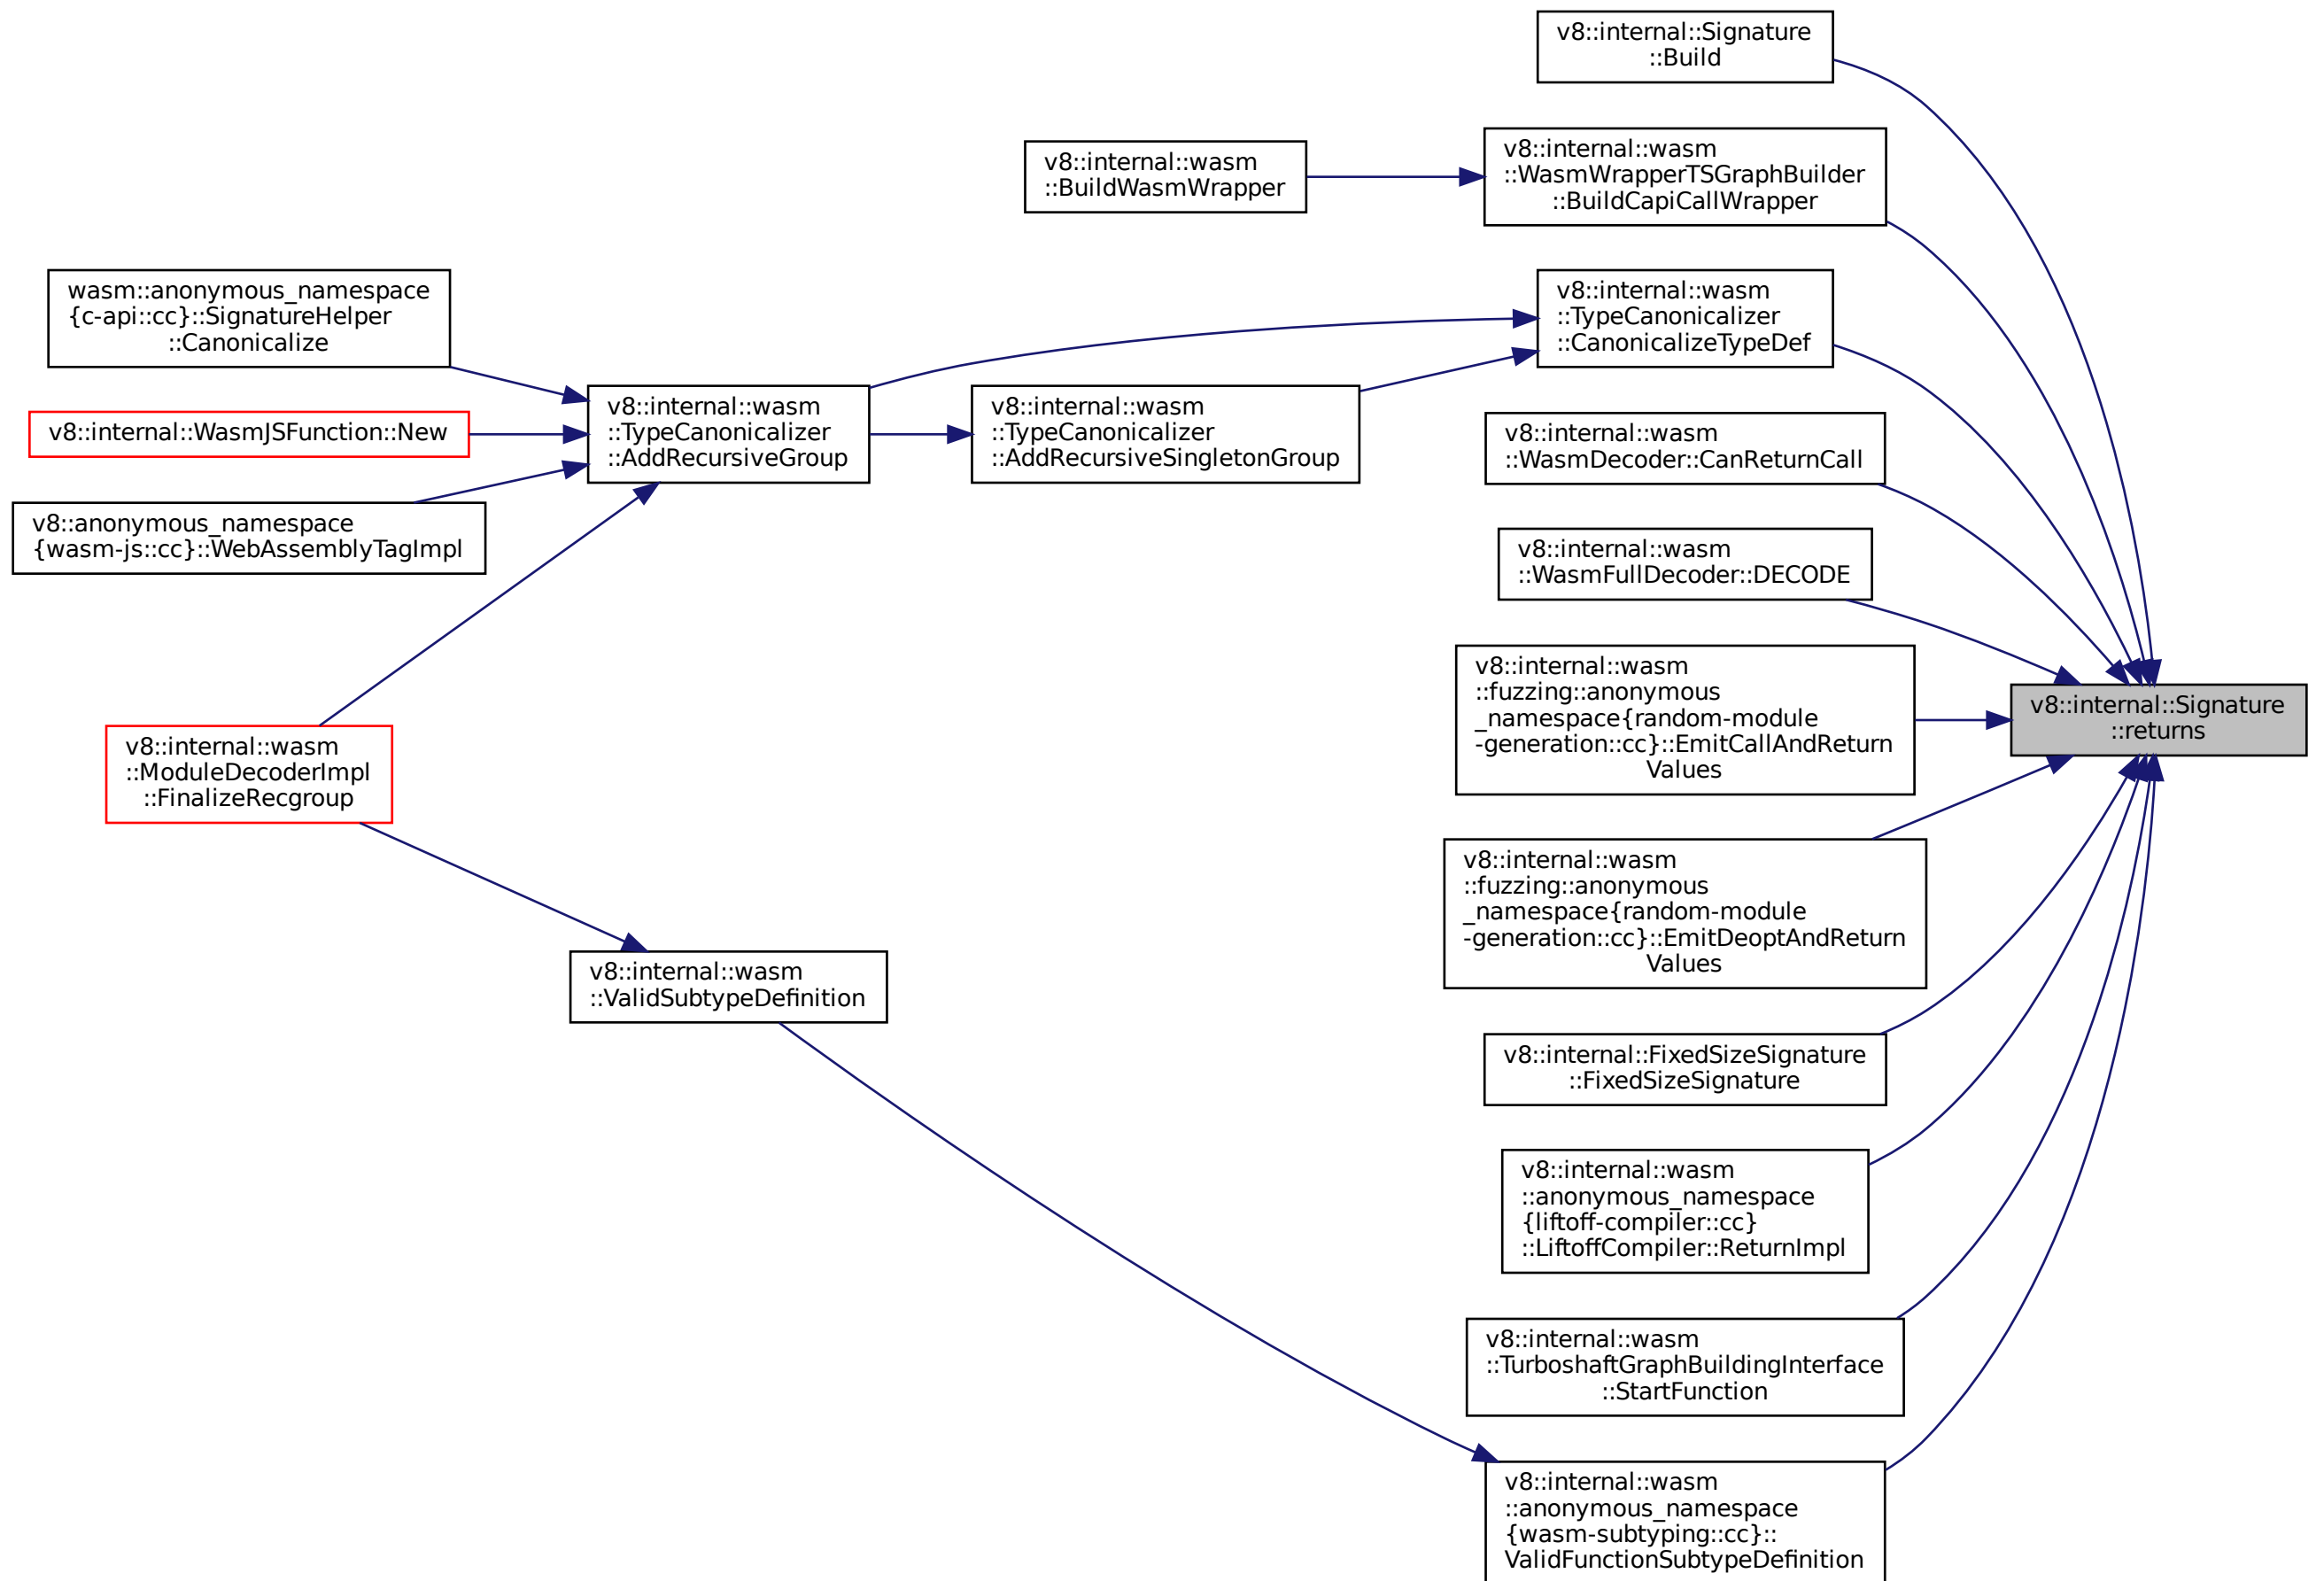 v8::internal::Signature
::Build
v8::internal::wasm
::WasmWrapperTSGraphBuilder
::BuildCapiCallWrapper
v8::internal::wasm
::BuildWasmWrapper
v8::internal::wasm
::TypeCanonicalizer
::CanonicalizeTypeDef
wasm::anonymous_namespace
{c-api::cc}::SignatureHelper
::Canonicalize
v8::internal::wasm
::TypeCanonicalizer
::AddRecursiveGroup
v8::internal::wasm
::TypeCanonicalizer
::AddRecursiveSingletonGroup
v8::internal::WasmJSFunction::New
v8::internal::wasm
::WasmDecoder::CanReturnCall
v8::anonymous_namespace
{wasm-js::cc}::WebAssemblyTagImpl
v8::internal::wasm
::WasmFullDecoder::DECODE
v8::internal::wasm
::fuzzing::anonymous
_namespace{random-module
-generation::cc}::EmitCallAndReturn
Values
v8::internal::Signature
::returns
v8::internal::wasm
::ModuleDecoderImpl
::FinalizeRecgroup
v8::internal::wasm
::fuzzing::anonymous
_namespace{random-module
-generation::cc}::EmitDeoptAndReturn
Values
v8::internal::wasm
::ValidSubtypeDefinition
v8::internal::FixedSizeSignature
::FixedSizeSignature
v8::internal::wasm
::anonymous_namespace
{liftoff-compiler::cc}
::LiftoffCompiler::ReturnImpl
v8::internal::wasm
::TurboshaftGraphBuildingInterface
::StartFunction
v8::internal::wasm
::anonymous_namespace
{wasm-subtyping::cc}::
ValidFunctionSubtypeDefinition